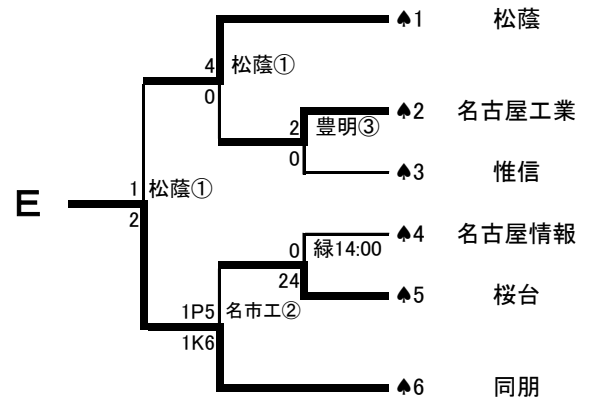 ♠1 松蔭
4 松蔭①
0
♠2 名古屋工業
2 豊明③
0
♠3 惟信
1 松蔭①
E
2
♠4 名古屋情報
0 緑14:00
24
♠5 桜台
1P5 名市工②
1K6
♠6 同朋